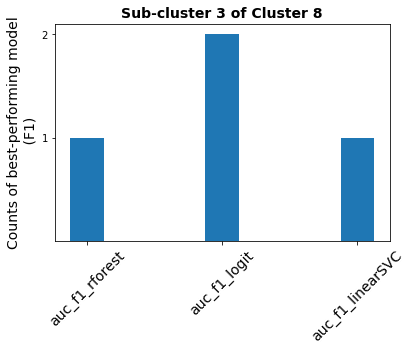 Sub-cluster 3 of Cluster 8
Counts of best-performing model
(F1)
2
1
auc_f1_rforest
auc_f1_logit
auc_f1_linearSVC